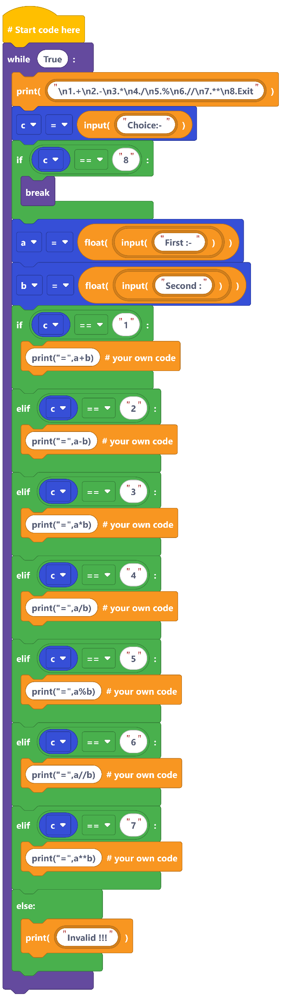 # Start code here
while True :
print( "\n1.+\n2.-\n3.*\n4./\n5.%\n6.//\n7.**\n8.Exit" )
c = input( "Choice:- " )
if c == "8" :
break
a = float( input( "First :- " ) )
b = float( input( "Second : " ) )
if c == "1" :
print("=",a+b) # your own code
elif c == "2" :
print("=",a-b) # your own code
elif c == "3" :
print("=",a*b) # your own code
elif c == "4" :
print("=",a/b) # your own code
elif c == "5" :
print("=",a%b) # your own code
elif c == "6" :
print("=",a//b) # your own code
elif c == "7" :
print("=",a**b) # your own code
else:
print( "Invalid !!!" )